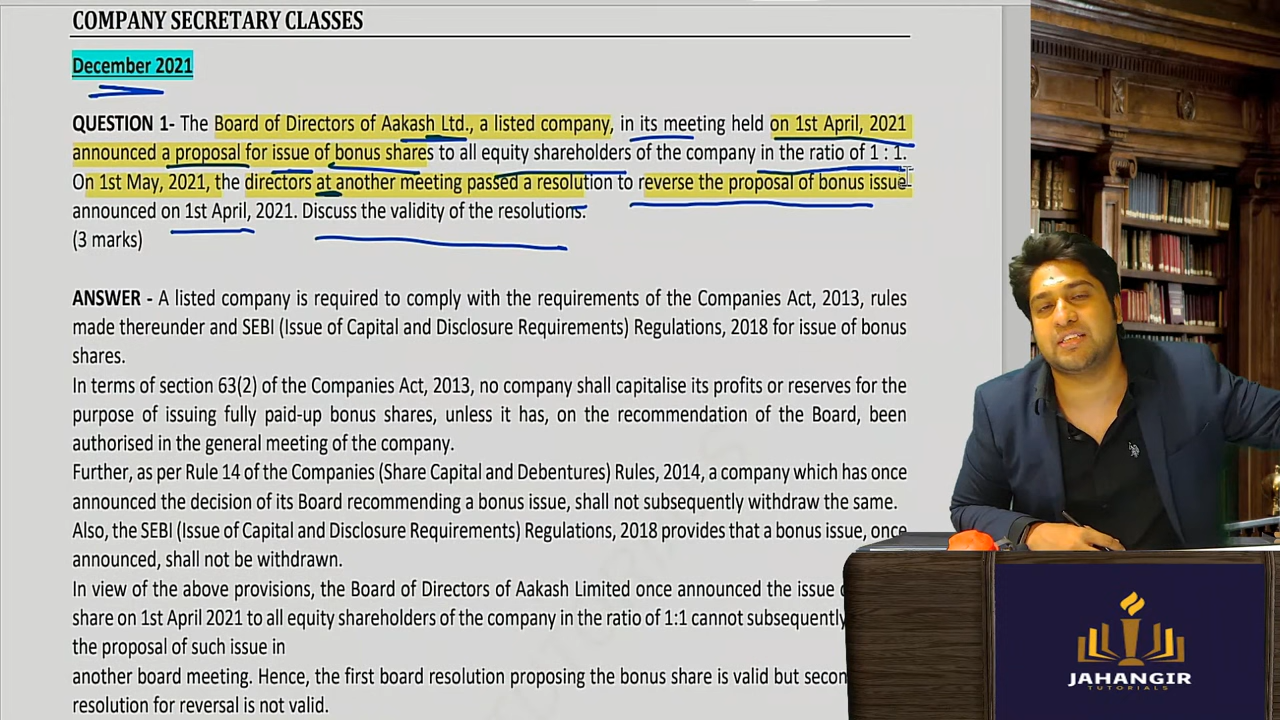 COMPANY SECRETARY CLASSES
December 2021
QUESTION 1- The Board of Directors of Aakash Ltd., a listed company, in its meeting held on 1st April, 2021
announced a proposal for issue of bonus shares to all equity shareholders of the company in the ratio of 1 : 1.
On 1st May, 2021, the directors at another meeting passed a resolution to reverse the proposal of bonus issue
announced on 1st April, 2021. Discuss the validity of the resolutions.
(3 marks)
ANSWER - A listed company is required to comply with the requirements of the Companies Act, 2013, rules
made thereunder and SEBI (Issue of Capital and Disclosure Requirements) Regulations, 2018 for issue of bonus
shares.
In terms of section 63(2) of the Companies Act, 2013, no company shall capitalise its profits or reserves for the
purpose of issuing fully paid-up bonus shares, unless it has, on the recommendation of the Board, been
authorised in the general meeting of the company.
Further, as per Rule 14 of the Companies (Share Capital and Debentures) Rules, 2014, a company which has once
announced the decision of its Board recommending a bonus issue, shall not subsequently withdraw the same.
Also, the SEBI (Issue of Capital and Disclosure Requirements) Regulations, 2018 provides that a bonus issue, once
announced, shall not be withdrawn.
In view of the above provisions, the Board of Directors of Aakash Limited once announced the issue
share on 1st April 2021 to all equity shareholders of the company in the ratio of 1:1 cannot subsequently
the proposal of such issue in
another board meeting. Hence, the first board resolution proposing the bonus share is valid but secon
resolution for reversal is not valid.
JAHANGIR
TUTORIALS